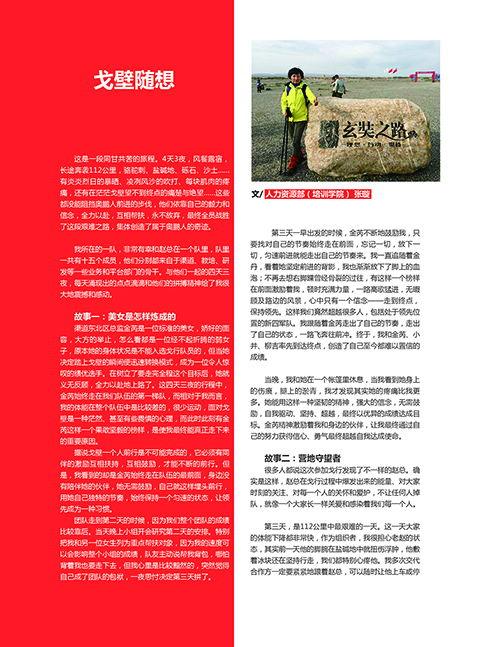 戈壁随想
这是一段同甘共苦的旅程。4天3夜，风餐露宿，
长途奔袭112公里，骆驼刺、盐碱地、砾石、沙土……
有炎炎烈日的暴晒、凌冽风沙的吹打、每块肌肉的疼
痛，还有在茫茫戈壁望不到终点的痛楚与绝望……这些
都没能阻挡奥鹏人前进的步伐，他们依靠自己的毅力和
信念，全力以赴，互相帮扶，永不放弃，最终全员战胜
了这段艰难之路，集体创造了属于奥鹏人的奇迹。
我所在的一队，非常有幸和赵总在一个队里，队里
一共有十五个成员，他们分别都来自于渠道、教培、研
发等一些业务和平台部门的骨干。与他们一起的四天三
夜，每天涌现出的点点滴滴和他们的拼搏精神给了我很
大地震撼和感动。
故事一：美女是怎样炼成的
渠道东北区总监金芮是一位标准的美女，娇好的面
容，大方的举止，怎么看都是一位经不起折腾的弱女
子，原本她的身体状况是不能入选戈行队员的，但当她
决定踏上戈壁的瞬间便迅速转换模式，成为一位令人惊
叹的绩优选手。在树立了要走完全程这个目标后，她就
义无反顾，全力以赴地上路了。这四天三夜的行程中，
金芮始终走在我们队伍的第一梯队，而相对于我而言，
我的体能在整个队伍中是比较差的，很少运动，面对戈
壁是一种茫然、甚至有些畏惧的心理，而此时此刻有金
芮这样一个果敢坚毅的榜样，是使我最终能真正走下来
的重要原因。
据说戈壁一个人前行是不可能完成的，它必须有同
伴的激励互相扶持，互相鼓励，才能不断的前行。但
是，我看到的却是金芮始终走在队伍的最前面，身边没
有陪伴她的伙伴，她无需鼓励，自己就这样埋头前行，
用她自己独特的节奏，始终保持一个匀速的状态，让领
先成为一种习惯。
团队走到第二天的时候，因为我们整个团队的成绩
比较靠后，当天晚上小组开会研究第二天的安排。特别
把我和另一位女生列为重点帮扶对象，因为我的速度可
以会影响整个小组的成绩，队友主动说帮我背包，哪怕
背着我也要走下去，但我心里是比较黯然的，突然觉得
自己成了团队的包袱，一夜思忖决定第三天拼了。
玄奘之路
理想·行动·坚持
文/ 人力资源部（培训学院） 张璇
第三天一早出发的时候，金芮不断地鼓励我，只
要找对自己的节奏始终走在前面，忘记一切，放下一
切，匀速前进就能走出自己的节奏来。我一直追随着金
丹，看着她坚定前进的背影，我也渐渐放下了脚上的血
泡；不再去想右脚踝曾经骨裂的过往，有这样一个榜样
在前面激励着我，顿时充满力量，一路高歌猛进，无暇
顾及路边的风景，心中只有一个信念——走到终点，
保持领先。这样我们竟然超越很多人，包括处于领先位
置的折四军队。我跟随着金芮走出了自己的节奏，走出
了自己的状态，一路飞奔往前冲。终于，我和金芮、小
井、郭吉率先到达终点，创造了自己至今都难以置信的
成绩。
当晚，我和她在一个帐篷里休息，当我看到她身上
的伤痕，腿上的淤青，我才发现其实她的疼痛比我更
多。她能用这样一种坚韧的精神，强大的信念，无需鼓
励，自我驱动、坚持、超越，最终以优异的成绩达成目
标。金芮精神激励着我和身边的伙伴，让我最终通过自
己的努力获得信心、勇气最终超越自我达成使命。
故事二：营地守望者
很多人都说这次参加戈行发现了不一样的赵总。确
实是这样，赵总在戈行过程中爆发出来的能量、对大家
时刻的关注、对每一个人的关怀和爱护，不让任何人掉
队，就像一个大家长一样关爱和感染着我们每一个人。
第三天，是112公里中最艰难的一天。这一天大家
的体能下降都非常快，作为组织者，我很担心老赵的状
态，其实前一天他的脚腕在盐碱地中就扭伤浮肿，他敷
着冰块还在坚持行走，我们都特别心疼他。我多次交代
合作方一定要紧紧地跟着赵总，可以随时让他上车或停